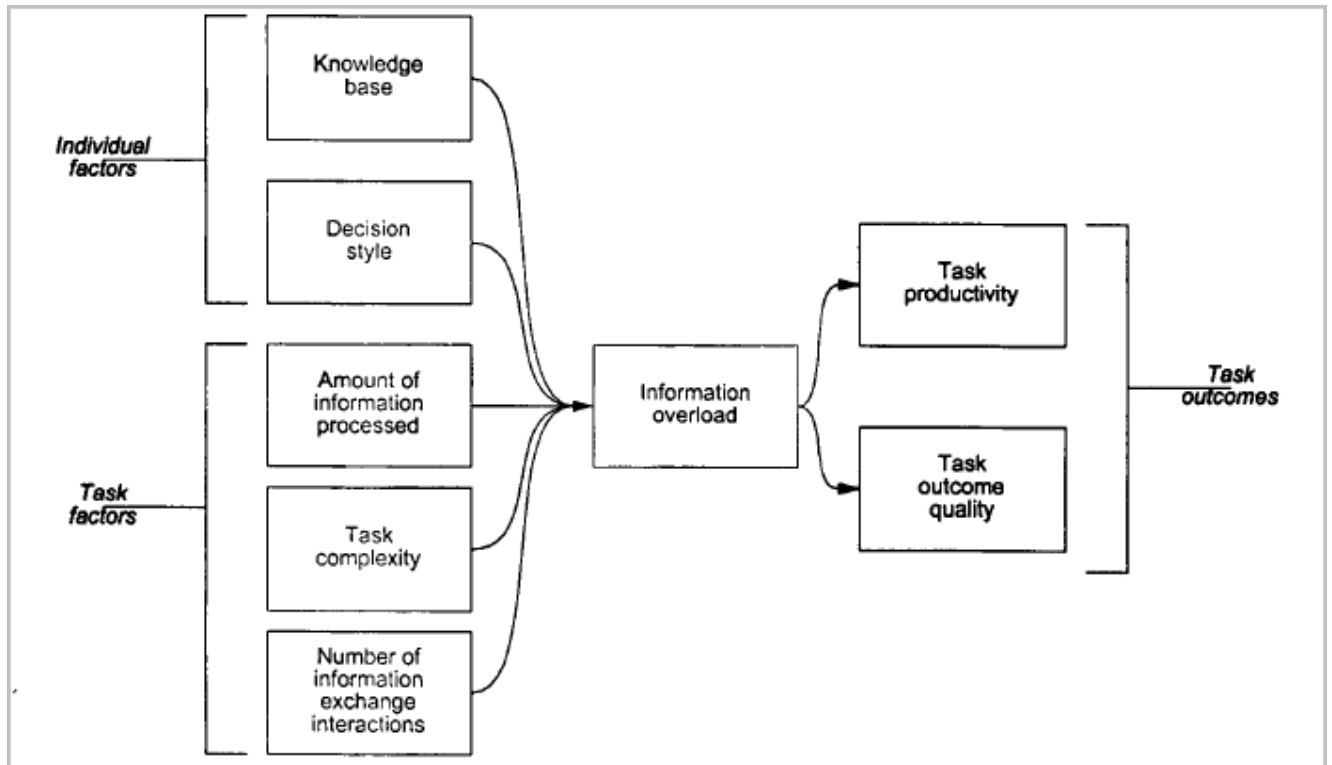 Knowledge
base
Individual
factors
Decision
style
Amount of
information
processed
Task
factors
Task
complexity
Number of
information
exchange
interactions
Information
overload
Task
productivity
Task
outcome
quality
Task
outcomes